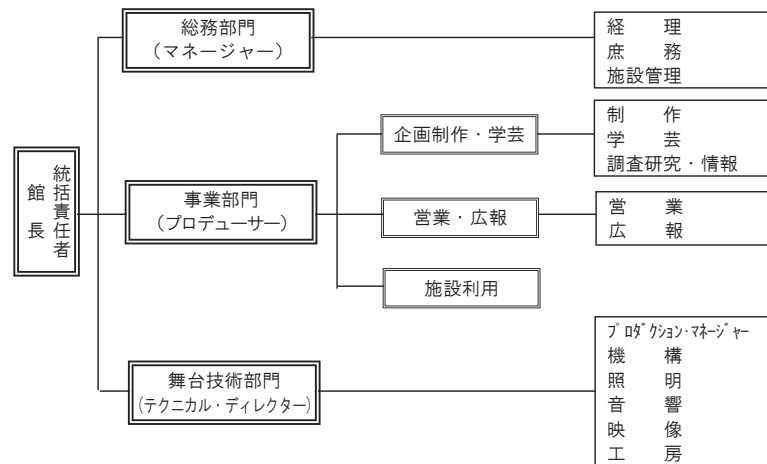 総務部門
（マネージャー）
経　　理
庶　　務
施設管理
企画制作・学芸
制　　作
学　　芸
調査研究・情報
統括責任者
館　長
事業部門
（プロデューサー）
営業・広報
営　　業
広　　報
施設利用
舞台技術部門
（テクニカル・ディレクター）
ﾌﾟﾛﾀﾞｸｼｮﾝ・ﾏﾈｰｼﾞｬｰ
機　　構
照　　明
音　　響
映　　像
工　　房